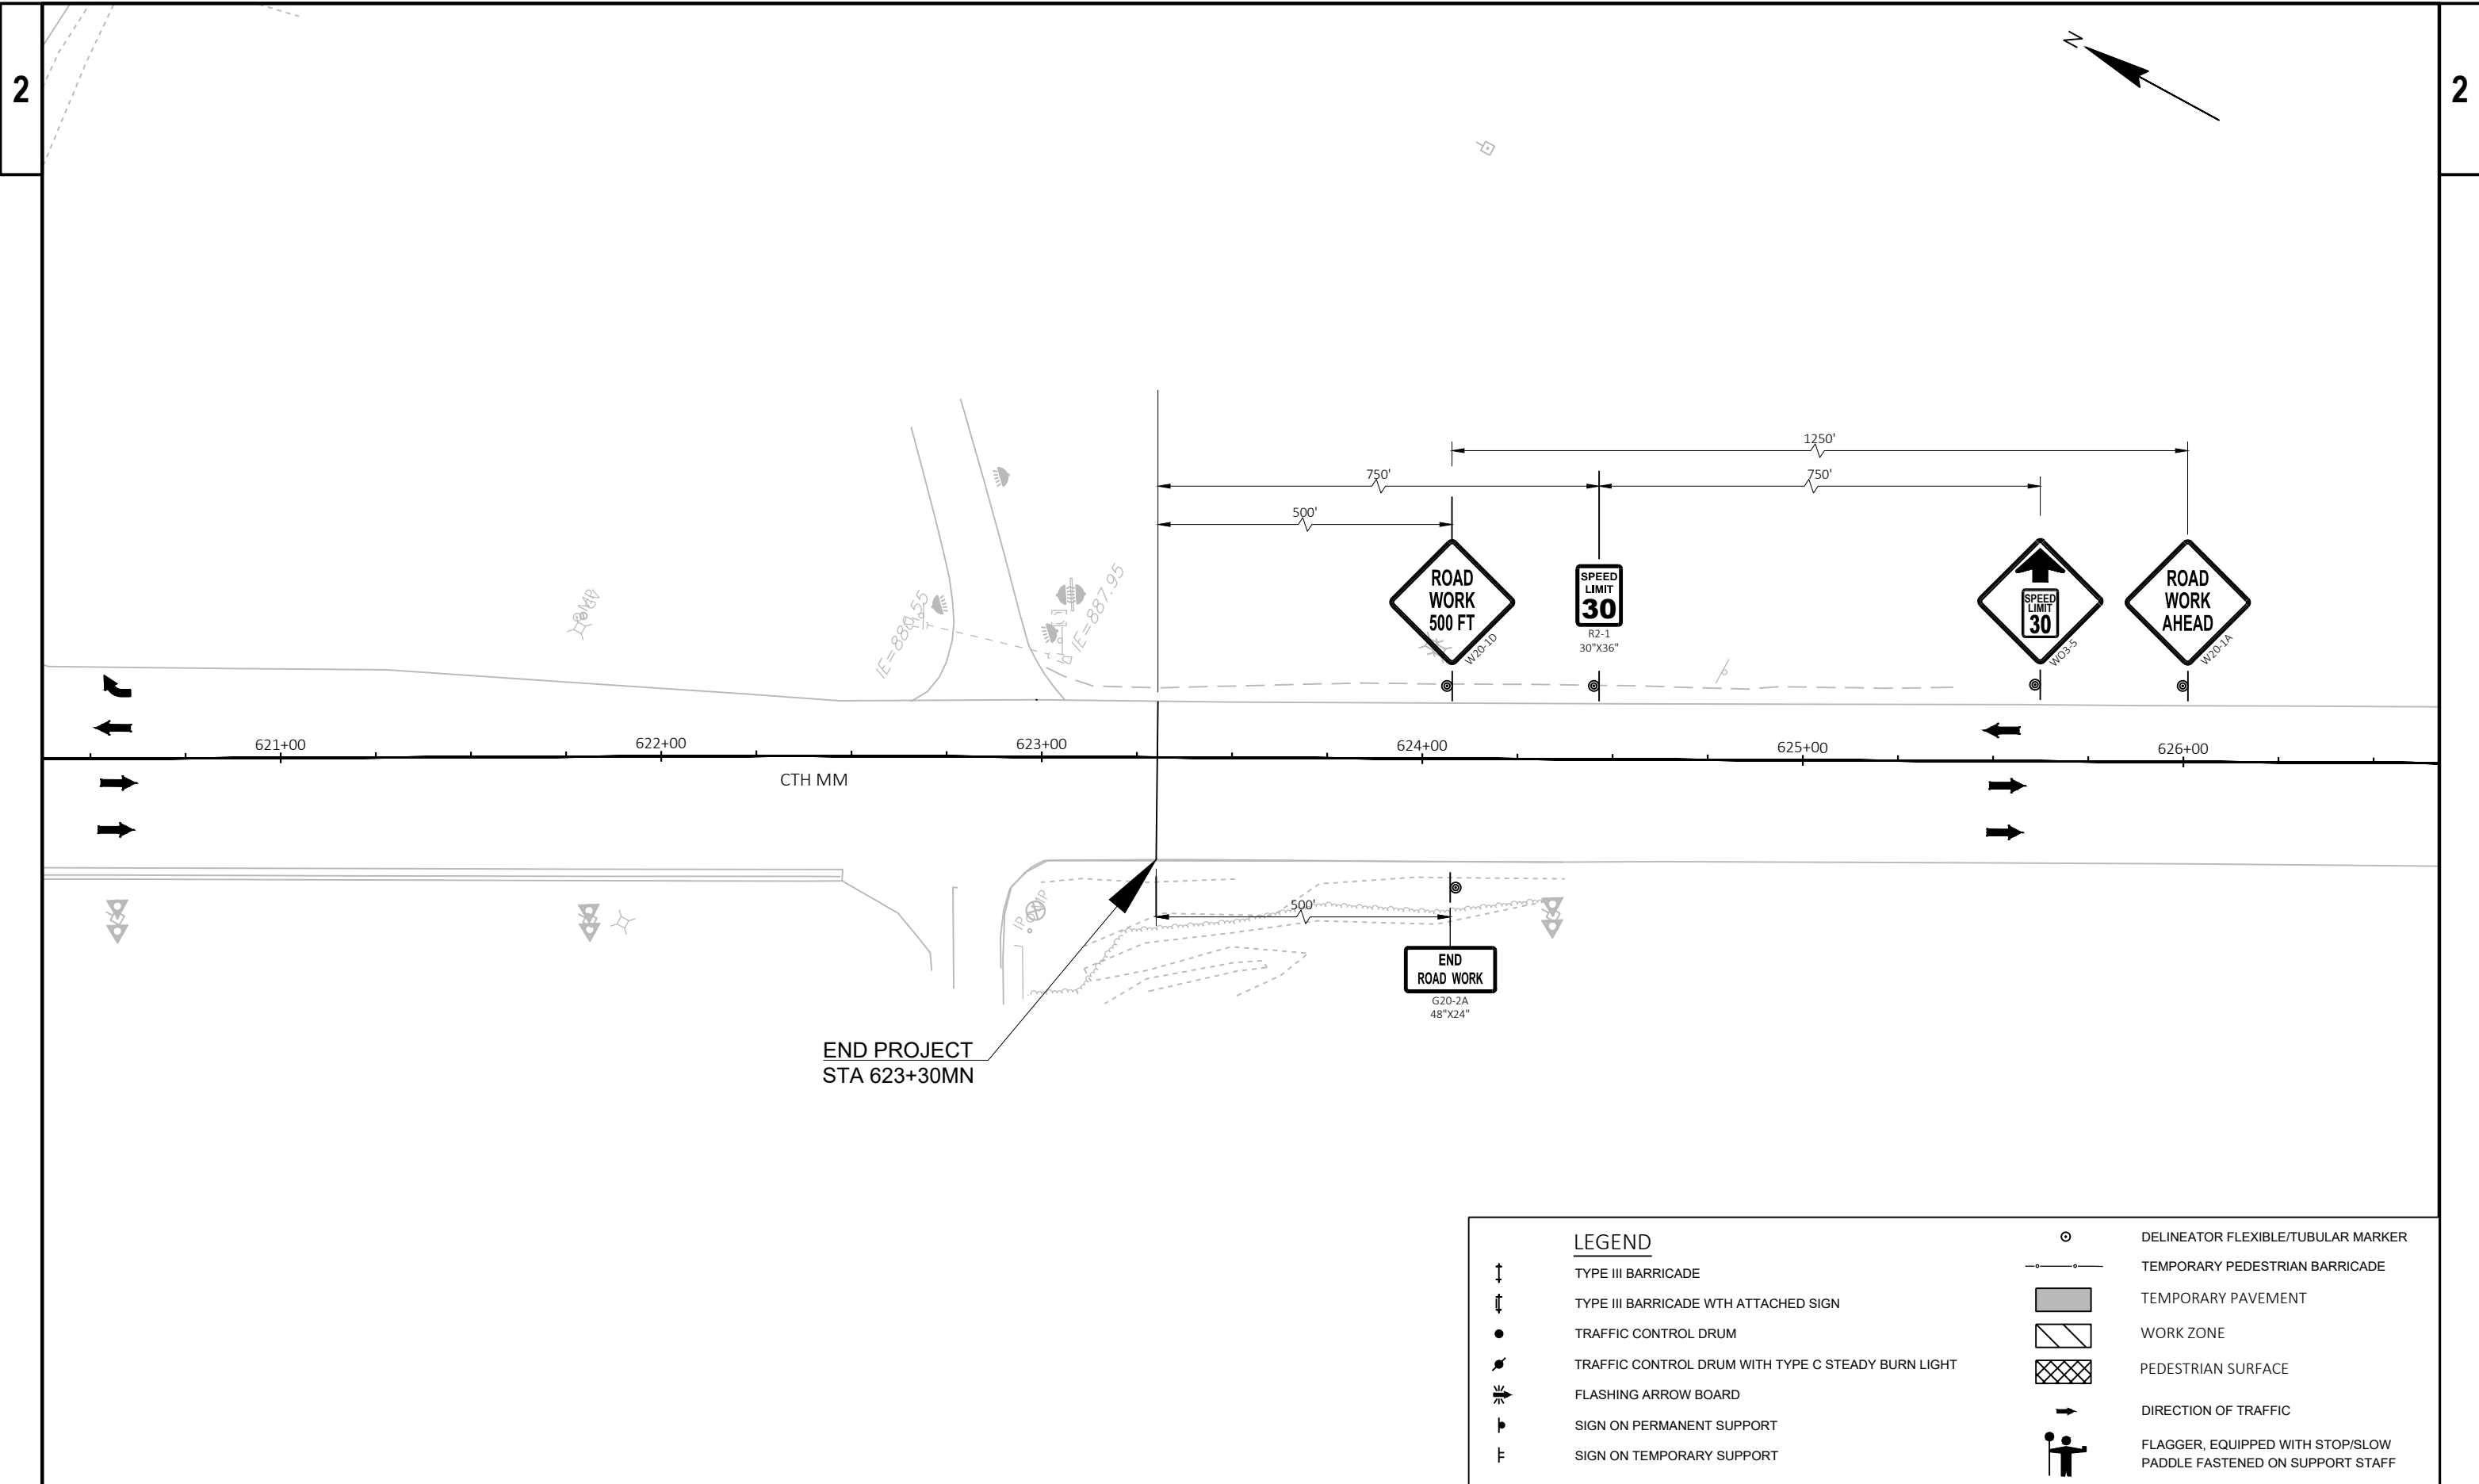 2
2
N
1250'
750'
750'
500'
ROAD
WORK
500 FT
W20-1D
SPEED
LIMIT
30
R2-1
30"X36"
SPEED
LIMIT
30
WO3-5
ROAD
WORK
AHEAD
W20-1A
IE=887.95
621+00
622+00
623+00
624+00
625+00
626+00
CTH MM
500'
END
ROAD WORK
G20-2A
48"X24"
END PROJECT
STA 623+30MN
LEGEND
TYPE III BARRICADE
TYPE III BARRICADE WTH ATTACHED SIGN
TRAFFIC CONTROL DRUM
TRAFFIC CONTROL DRUM WITH TYPE C STEADY BURN LIGHT
FLASHING ARROW BOARD
SIGN ON PERMANENT SUPPORT
SIGN ON TEMPORARY SUPPORT
DELINEATOR FLEXIBLE/TUBULAR MARKER
TEMPORARY PEDESTRIAN BARRICADE
TEMPORARY PAVEMENT
WORK ZONE
PEDESTRIAN SURFACE
DIRECTION OF TRAFFIC
FLAGGER, EQUIPPED WITH STOP/SLOW
PADDLE FASTENED ON SUPPORT STAFF